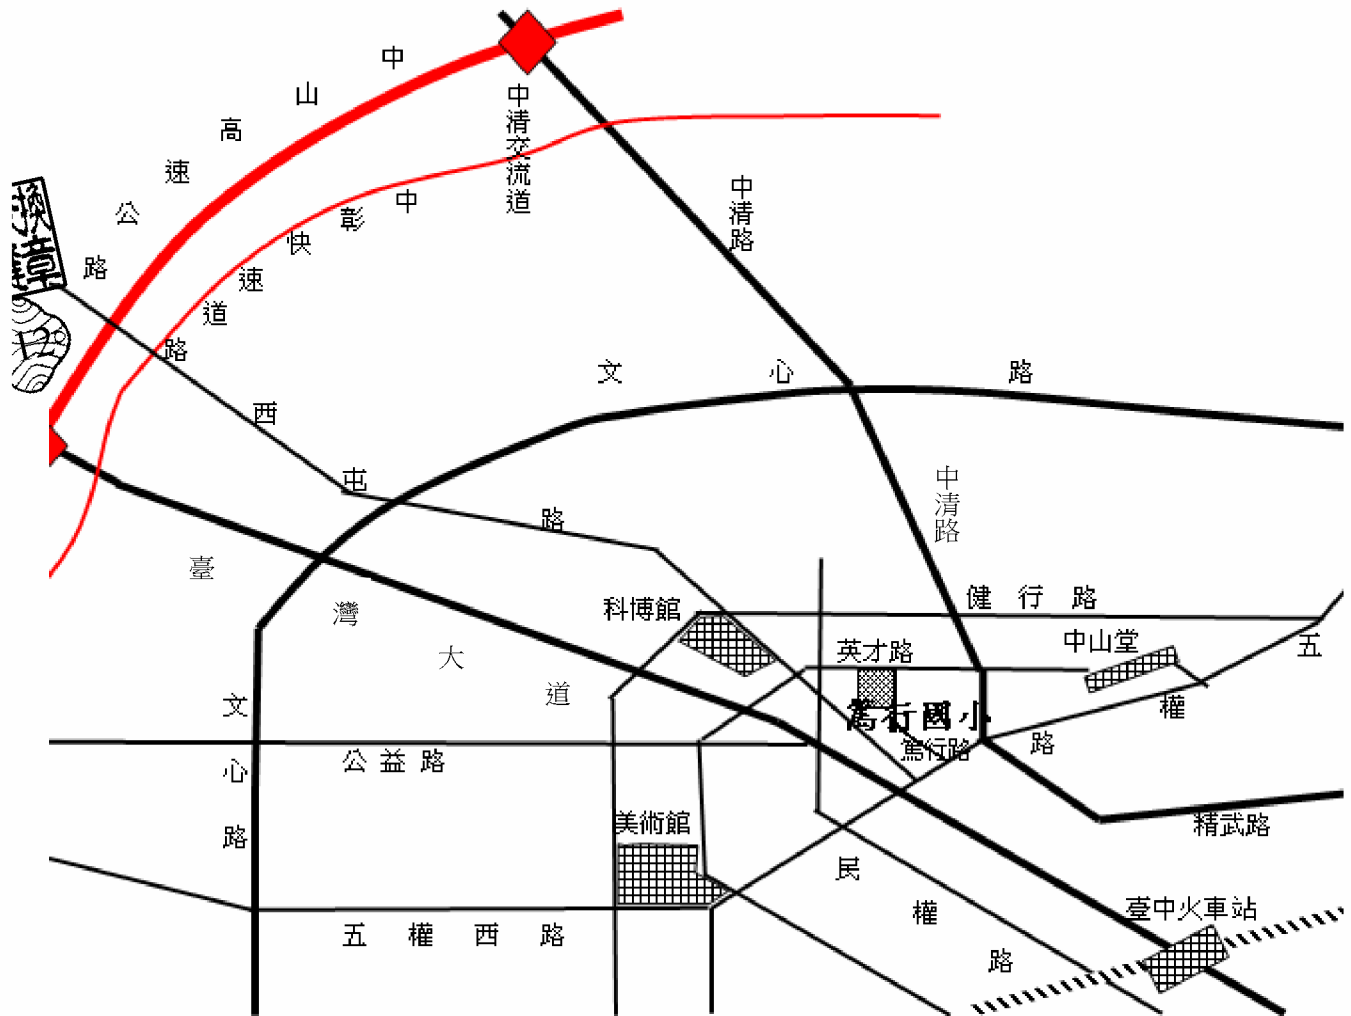 中山高速公路
中清交流道
中彰快速道路
中清路
換章
文心路
西屯路
路
中清路
臺灣大道
科博館
健行路
英才路
中山堂
五權路
篤行國小
篤行路
文心路
公益路
美術館
精武路
民權路
臺中火車站
五權西路